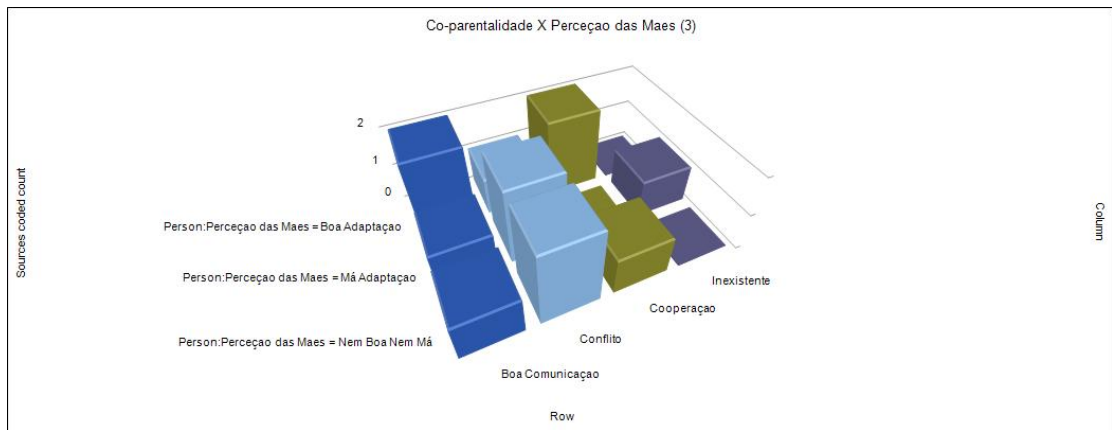 Co-parentalidade X Perceçao das Maes (3)
2
1
0
Sources coded count
Column
Person:Perceçao das Maes = Boa Adaptaçao
Person:Perceçao das Maes = Má Adaptaçao
Person:Perceçao das Maes = Nem Boa Nem Má
Inexistente
Cooperaçao
Conflito
Boa Comunicaçao
Row